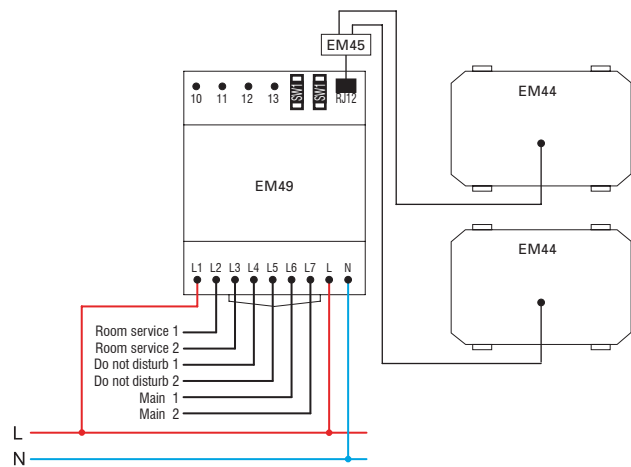 EM45
10 11 12 13 SW1 SW1 RJ12
EM44
EM49
EM44
L1 L2 L3 L4 L5 L6 L7 L N
Room service 1
Room service 2
Do not disturb 1
Do not disturb 2
Main 1
Main 2
L
N